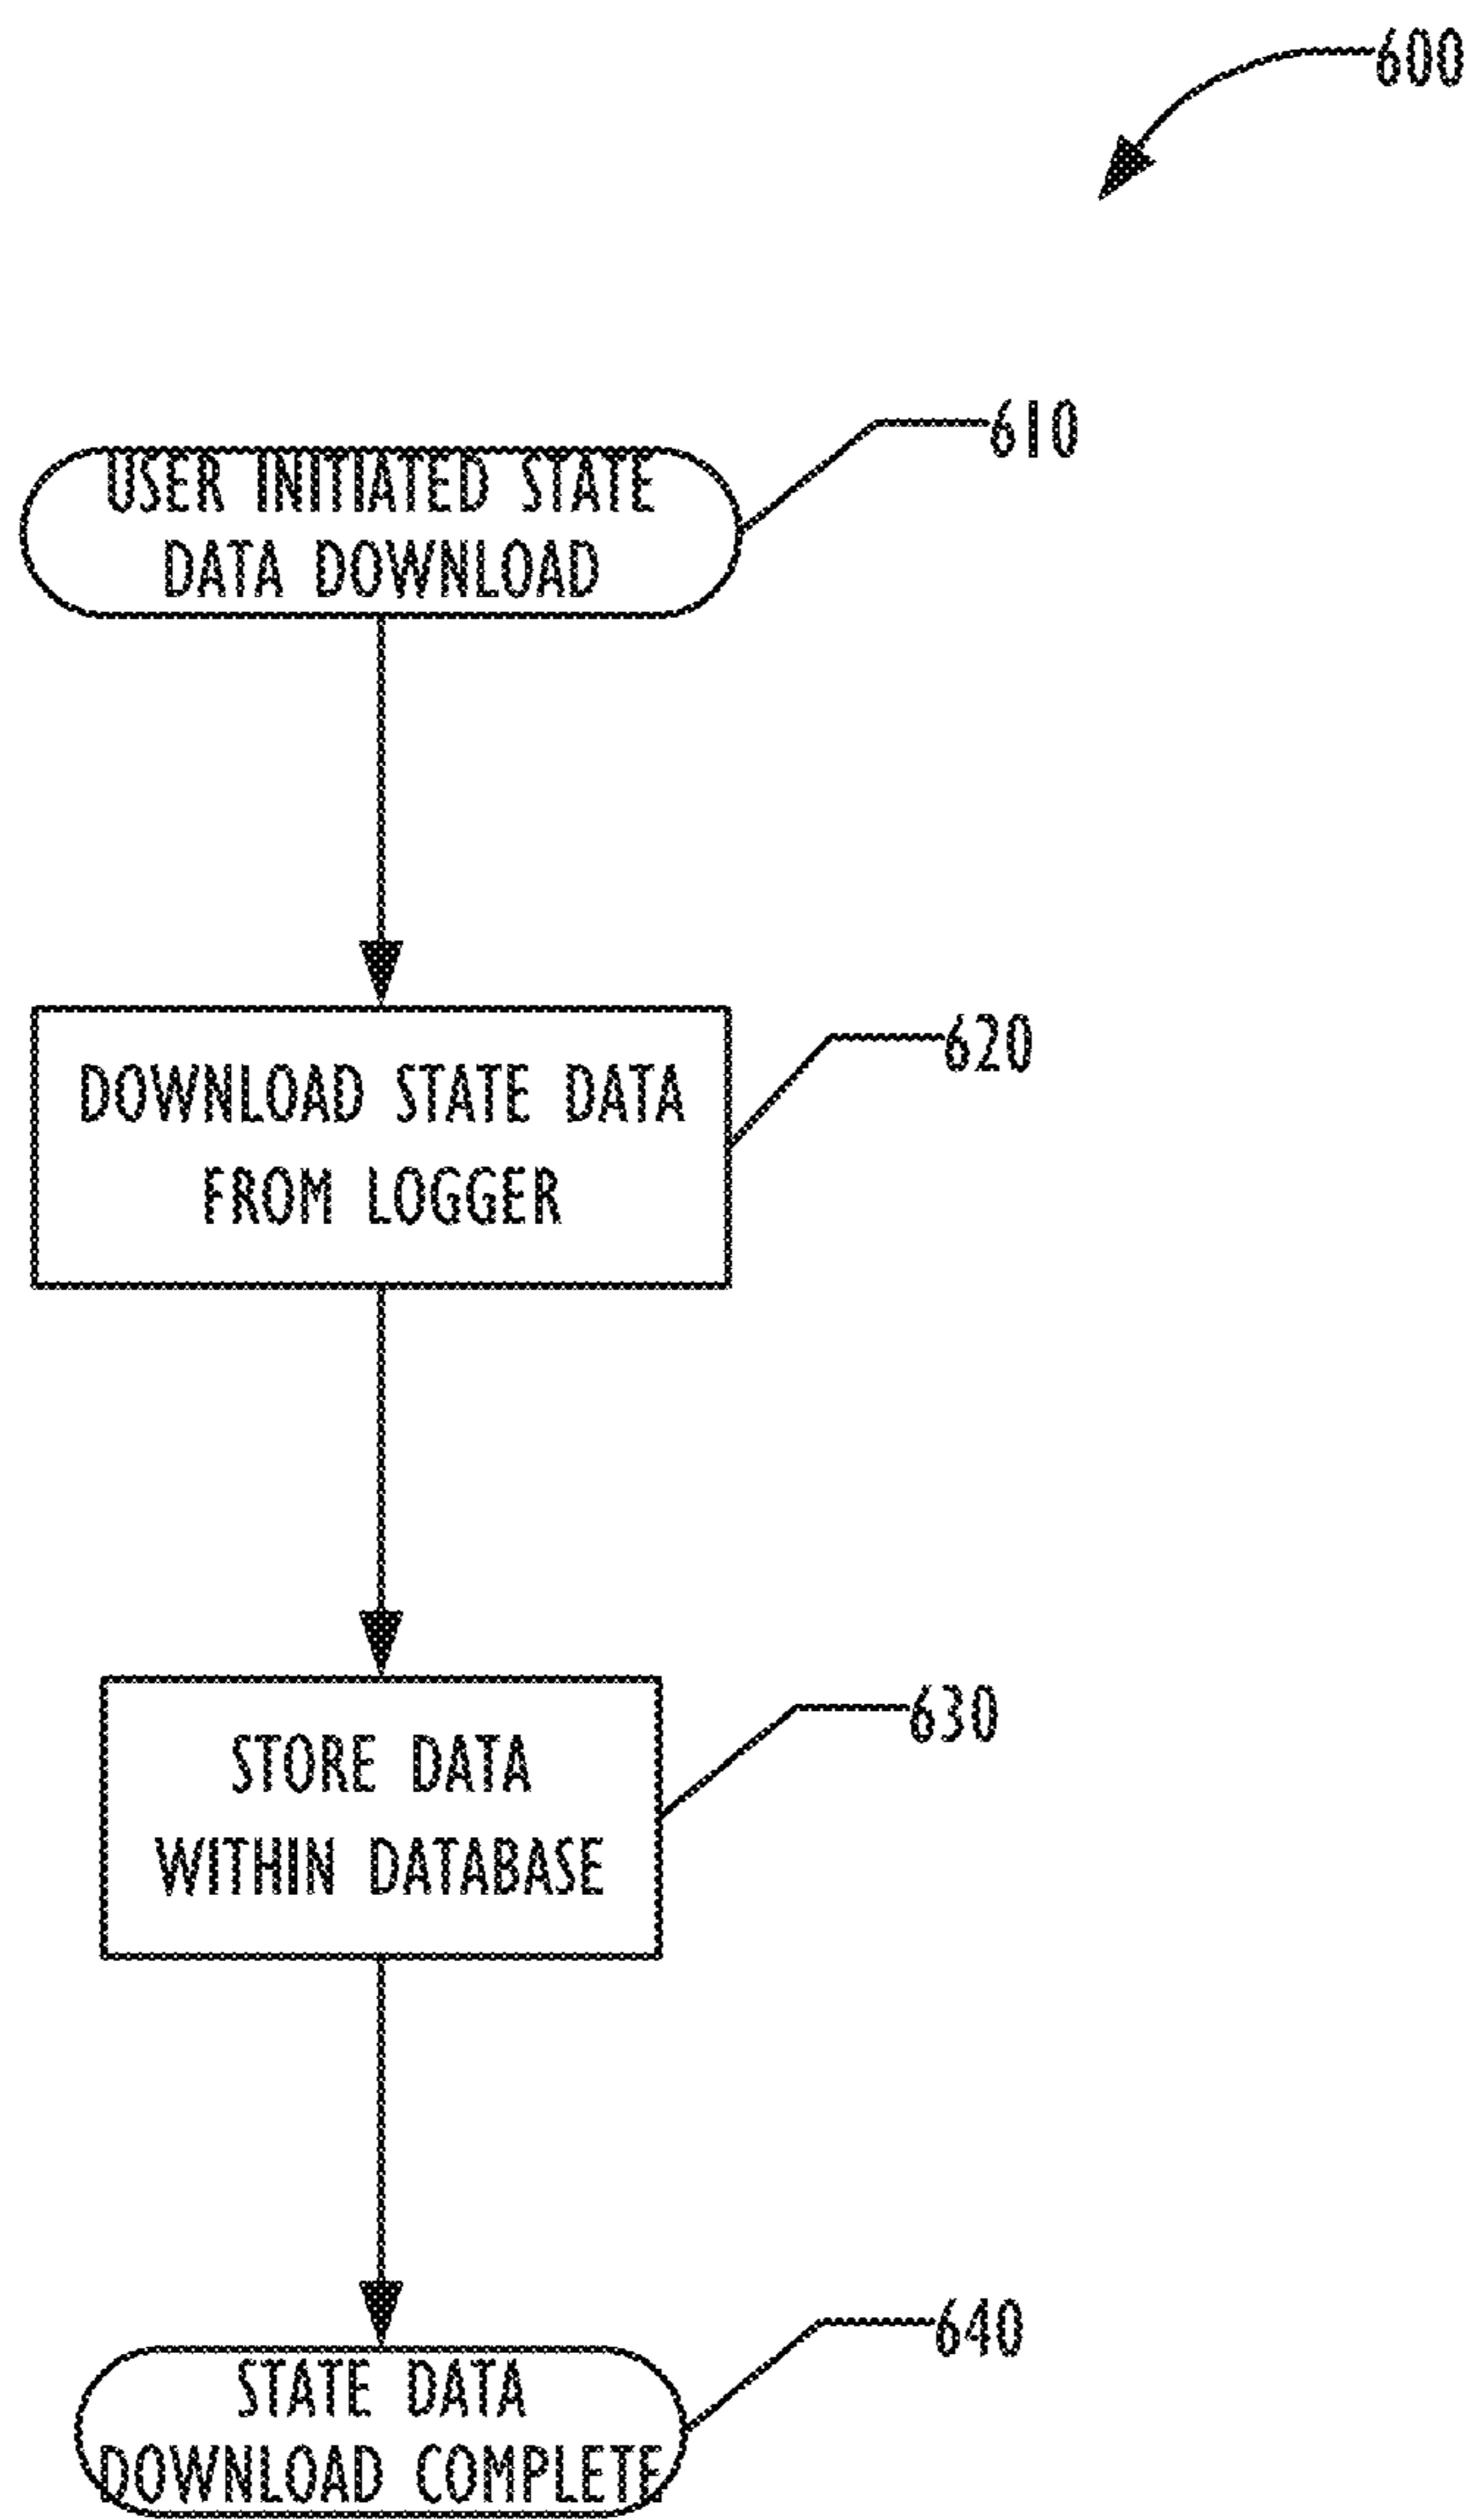 600
610
USER INITIATED STATE
DATA DOWNLOAD
620
DOWNLOAD STATE DATA
FROM LOGGER
630
STORE DATA
WITHIN DATABASE
640
STATE DATA
DOWNLOAD COMPLETE